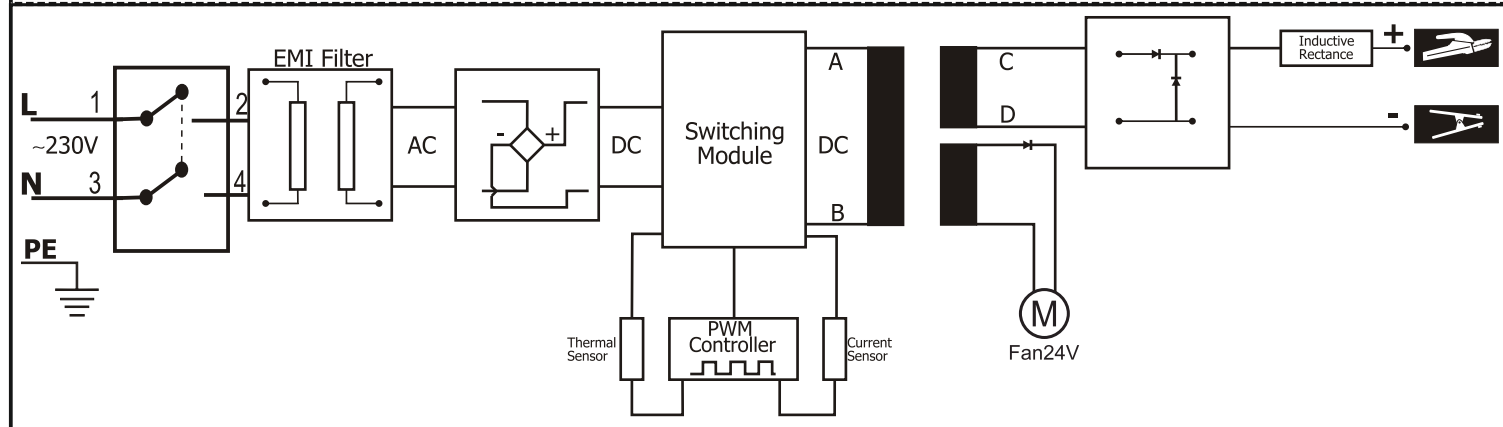 EMI Filter
L
1
2
~230V
N
3
4
PE
AC
-
+
DC
Switching
Module
A
DC
B
C
D
Inductive
Rectance
+
-
Thermal
Sensor
PWM
Controller
Current
Sensor
M
Fan24V